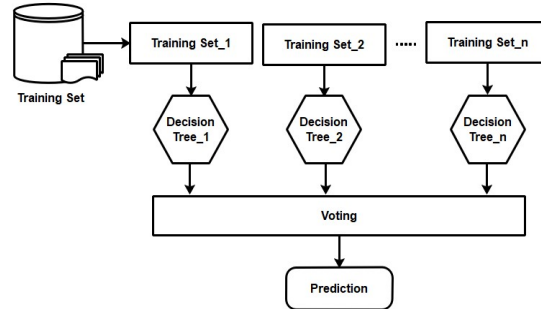 Training Set
Training Set_1
Training Set_2
.....
Training Set_n
Decision
Tree_1
Decision
Tree_2
Decision
Tree_n
Voting
Prediction